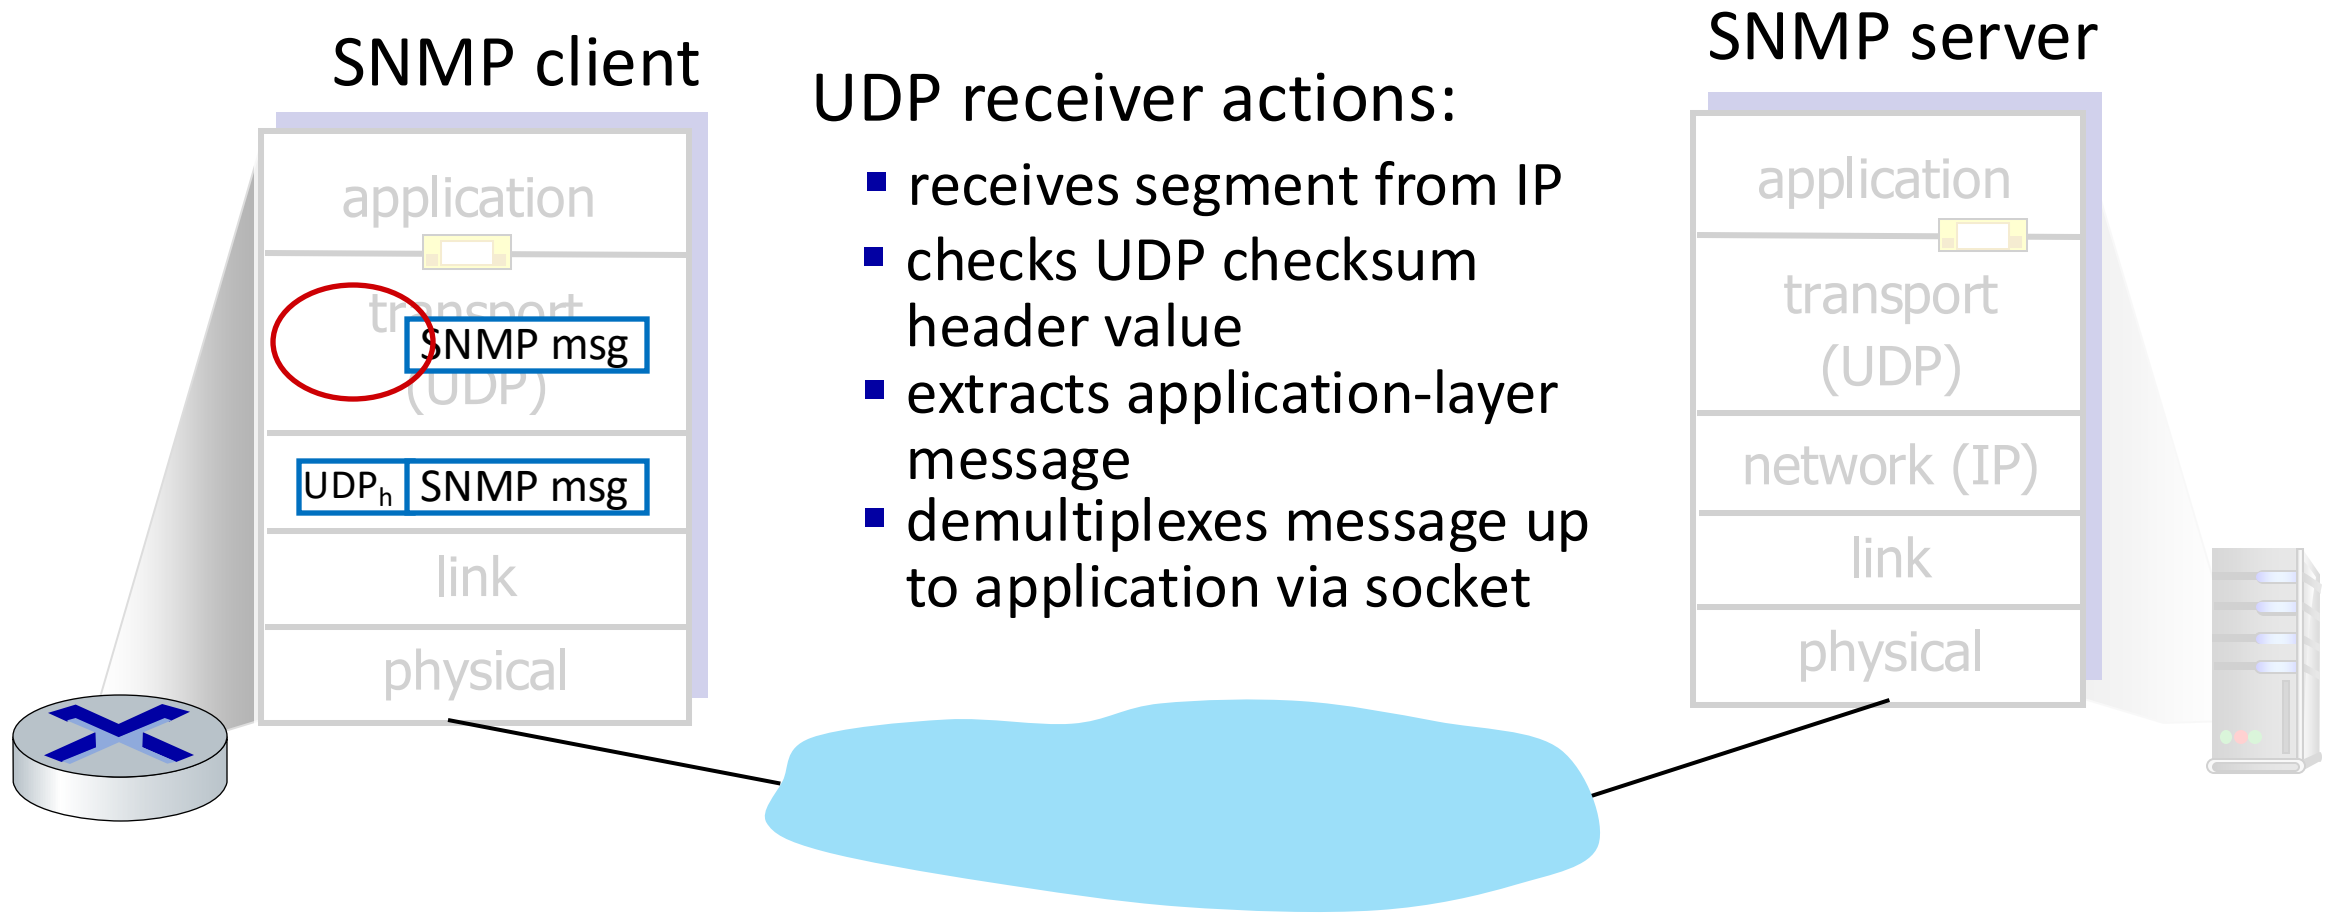 SNMP client
SNMP server
UDP receiver actions:
receives segment from IP
checks UDP checksum
header value
extracts application-layer
message
demultiplexes message up
to application via socket
application
transport
SNMP msg
(UDP)
UDPh SNMP msg
link
physical
application
transport
(UDP)
network (IP)
link
physical